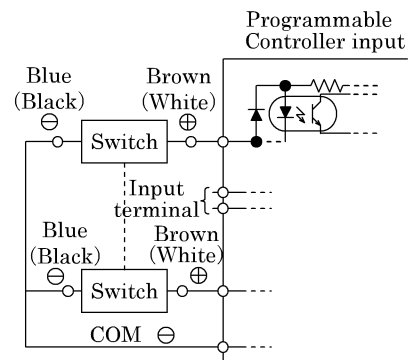 Programmable
Controller input
Blue
(Black)
⊖
Brown
(White)
⊕
Switch
Input
terminal
Blue
(Black)
⊖
Brown
(White)
⊕
Switch
COM ⊖